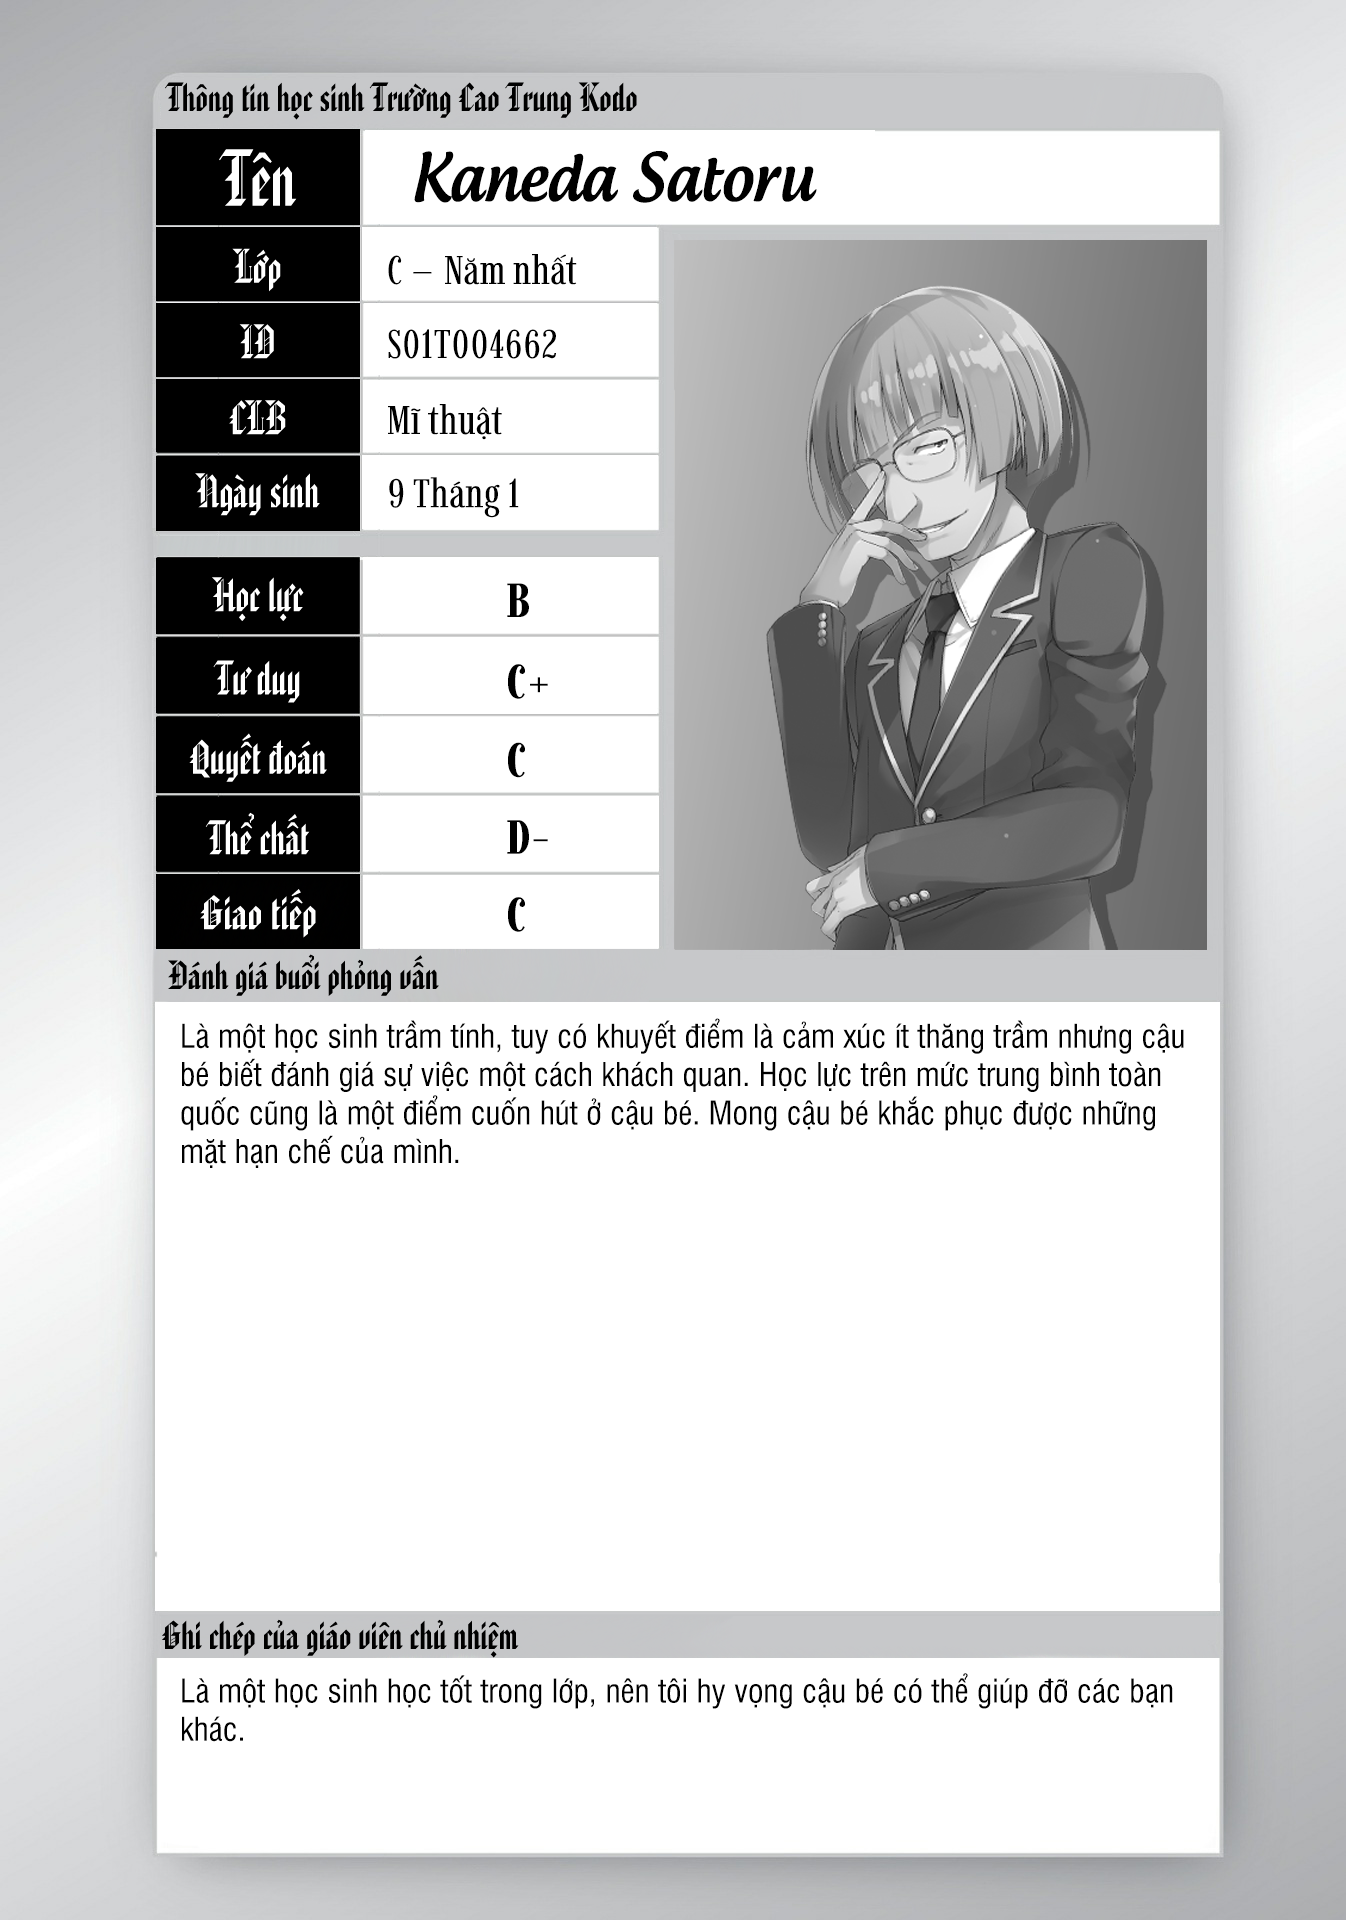 Thông tin học sinh Trường Cao Trung Kodo
Tên Kaneda Satoru
Lớp C – Năm nhất
ID S01T004662
CLB Mĩ thuật
Ngày sinh 9 Tháng 1
Học lực B
Tư duy C+
Quyết đoán C
Thể chất D-
Giao tiếp C
Đánh giá buổi phỏng vấn
Là một học sinh trầm tính, tuy có khuyết điểm là cảm xúc ít thăng trầm nhưng cậu
bé biết đánh giá sự việc một cách khách quan. Học lực trên mức trung bình toàn
quốc cũng là một điểm cuốn hút ở cậu bé. Mong cậu bé khắc phục được những
mặt hạn chế của mình.
Ghi chép của giáo viên chủ nhiệm
Là một học sinh học tốt trong lớp, nên tôi hy vọng cậu bé có thể giúp đỡ các bạn
khác.